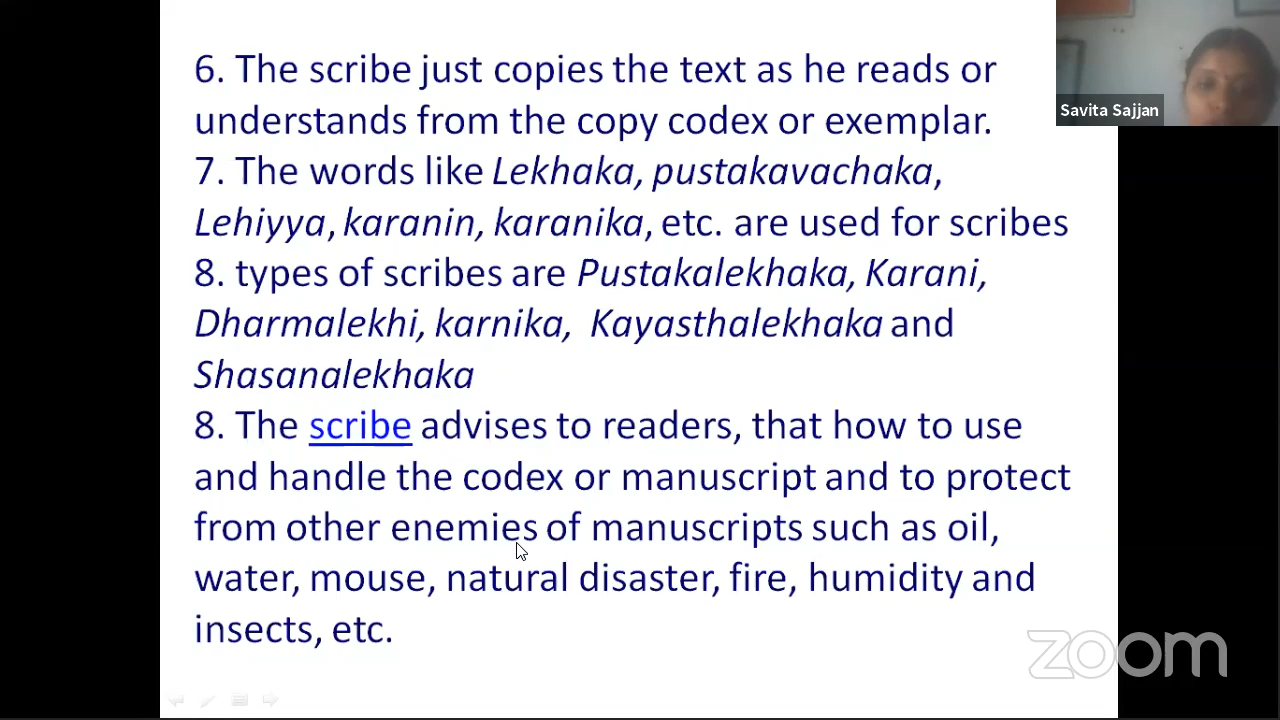 6. The scribe just copies the text as he reads or
understands from the copy codex or exemplar.
7. The words like Lekhaka, pustakavachaka,
Lehiyya, karanin, karanika, etc. are used for scribes
8. types of scribes are Pustakalekhaka, Karani,
Dharmalekhi, karnika, Kayasthalekhaka and
Shasanalekhaka
8. The scribe advises to readers, that how to use
and handle the codex or manuscript and to protect
from other enemies of manuscripts such as oil,
water, mouse, natural disaster, fire, humidity and
insects, etc.
Savita Sajjan
zoom